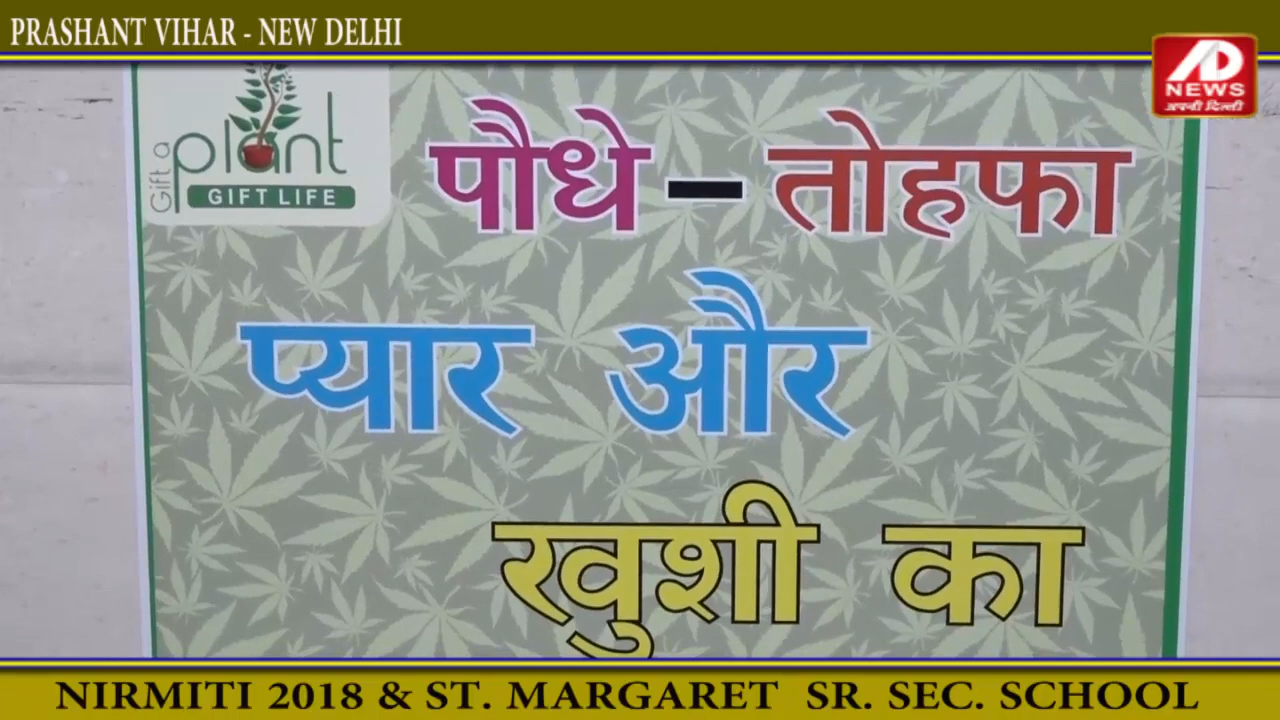 PRASHANT VIHAR - NEW DELHI
AD
NEWS
अपनी दिल्ली
Gift a
plant
GIFT LIFE
पौधे – तोहफा
प्यार और
खुशी का
NIRMITI 2018 & ST. MARGARET SR. SEC. SCHOOL